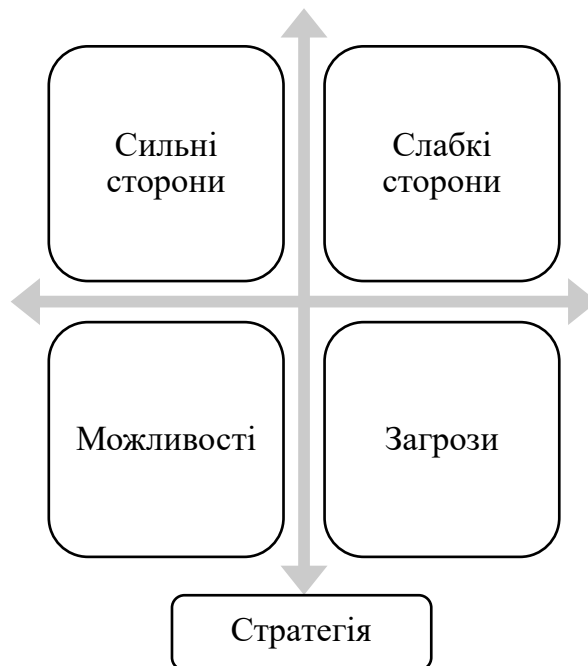 Сильні
сторони
Слабкі
сторони
Можливості
Загрози
Стратегія